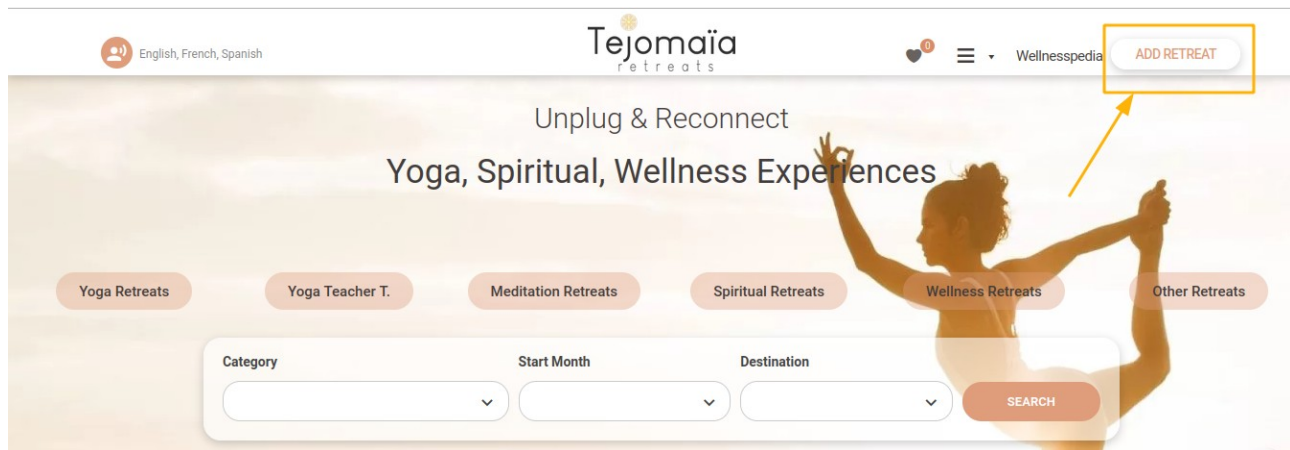 English, French, Spanish
Tejomaïa
retreats
0
Wellnesspedia
ADD RETREAT
Unplug & Reconnect
Yoga, Spiritual, Wellness Experiences
Yoga Retreats
Yoga Teacher T.
Meditation Retreats
Spiritual Retreats
Wellness Retreats
Other Retreats
Category
Start Month
Destination
SEARCH